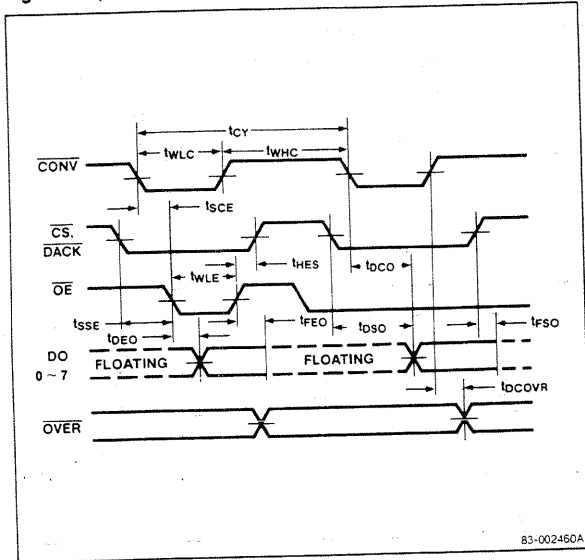 tCY
tWLC
tWHC
CONV
tSCE
CS,
DACK
tWLE
tHES
tDCO
OE
tSSE
tFEO
tDSO
tFSO
tDEO
DO
0 ~ 7
FLOATING
FLOATING
tDCOVR
OVER
83-002460A